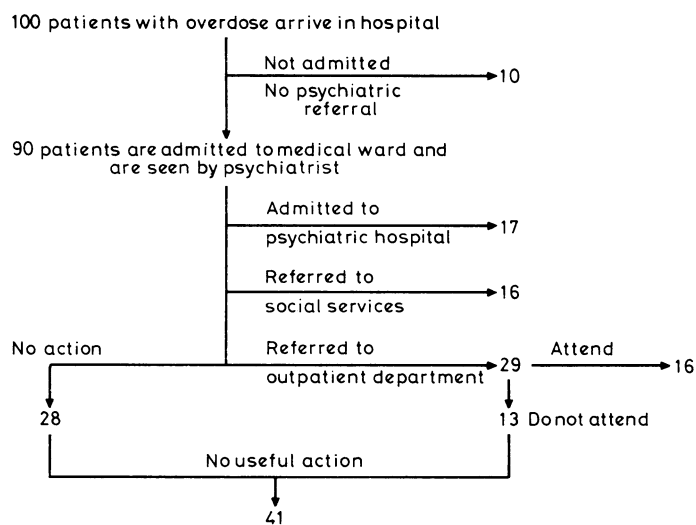 100 patients with overdose arrive in hospital
Not admitted
10
No psychiatric
referral
90 patients are admitted to medical ward and
are seen by psychiatrist
Admitted to
17
psychiatric hospital
Referred to
16
social services
No action
Referred to
29
Attend
16
outpatient department
28
13 Do not attend
No useful action
41